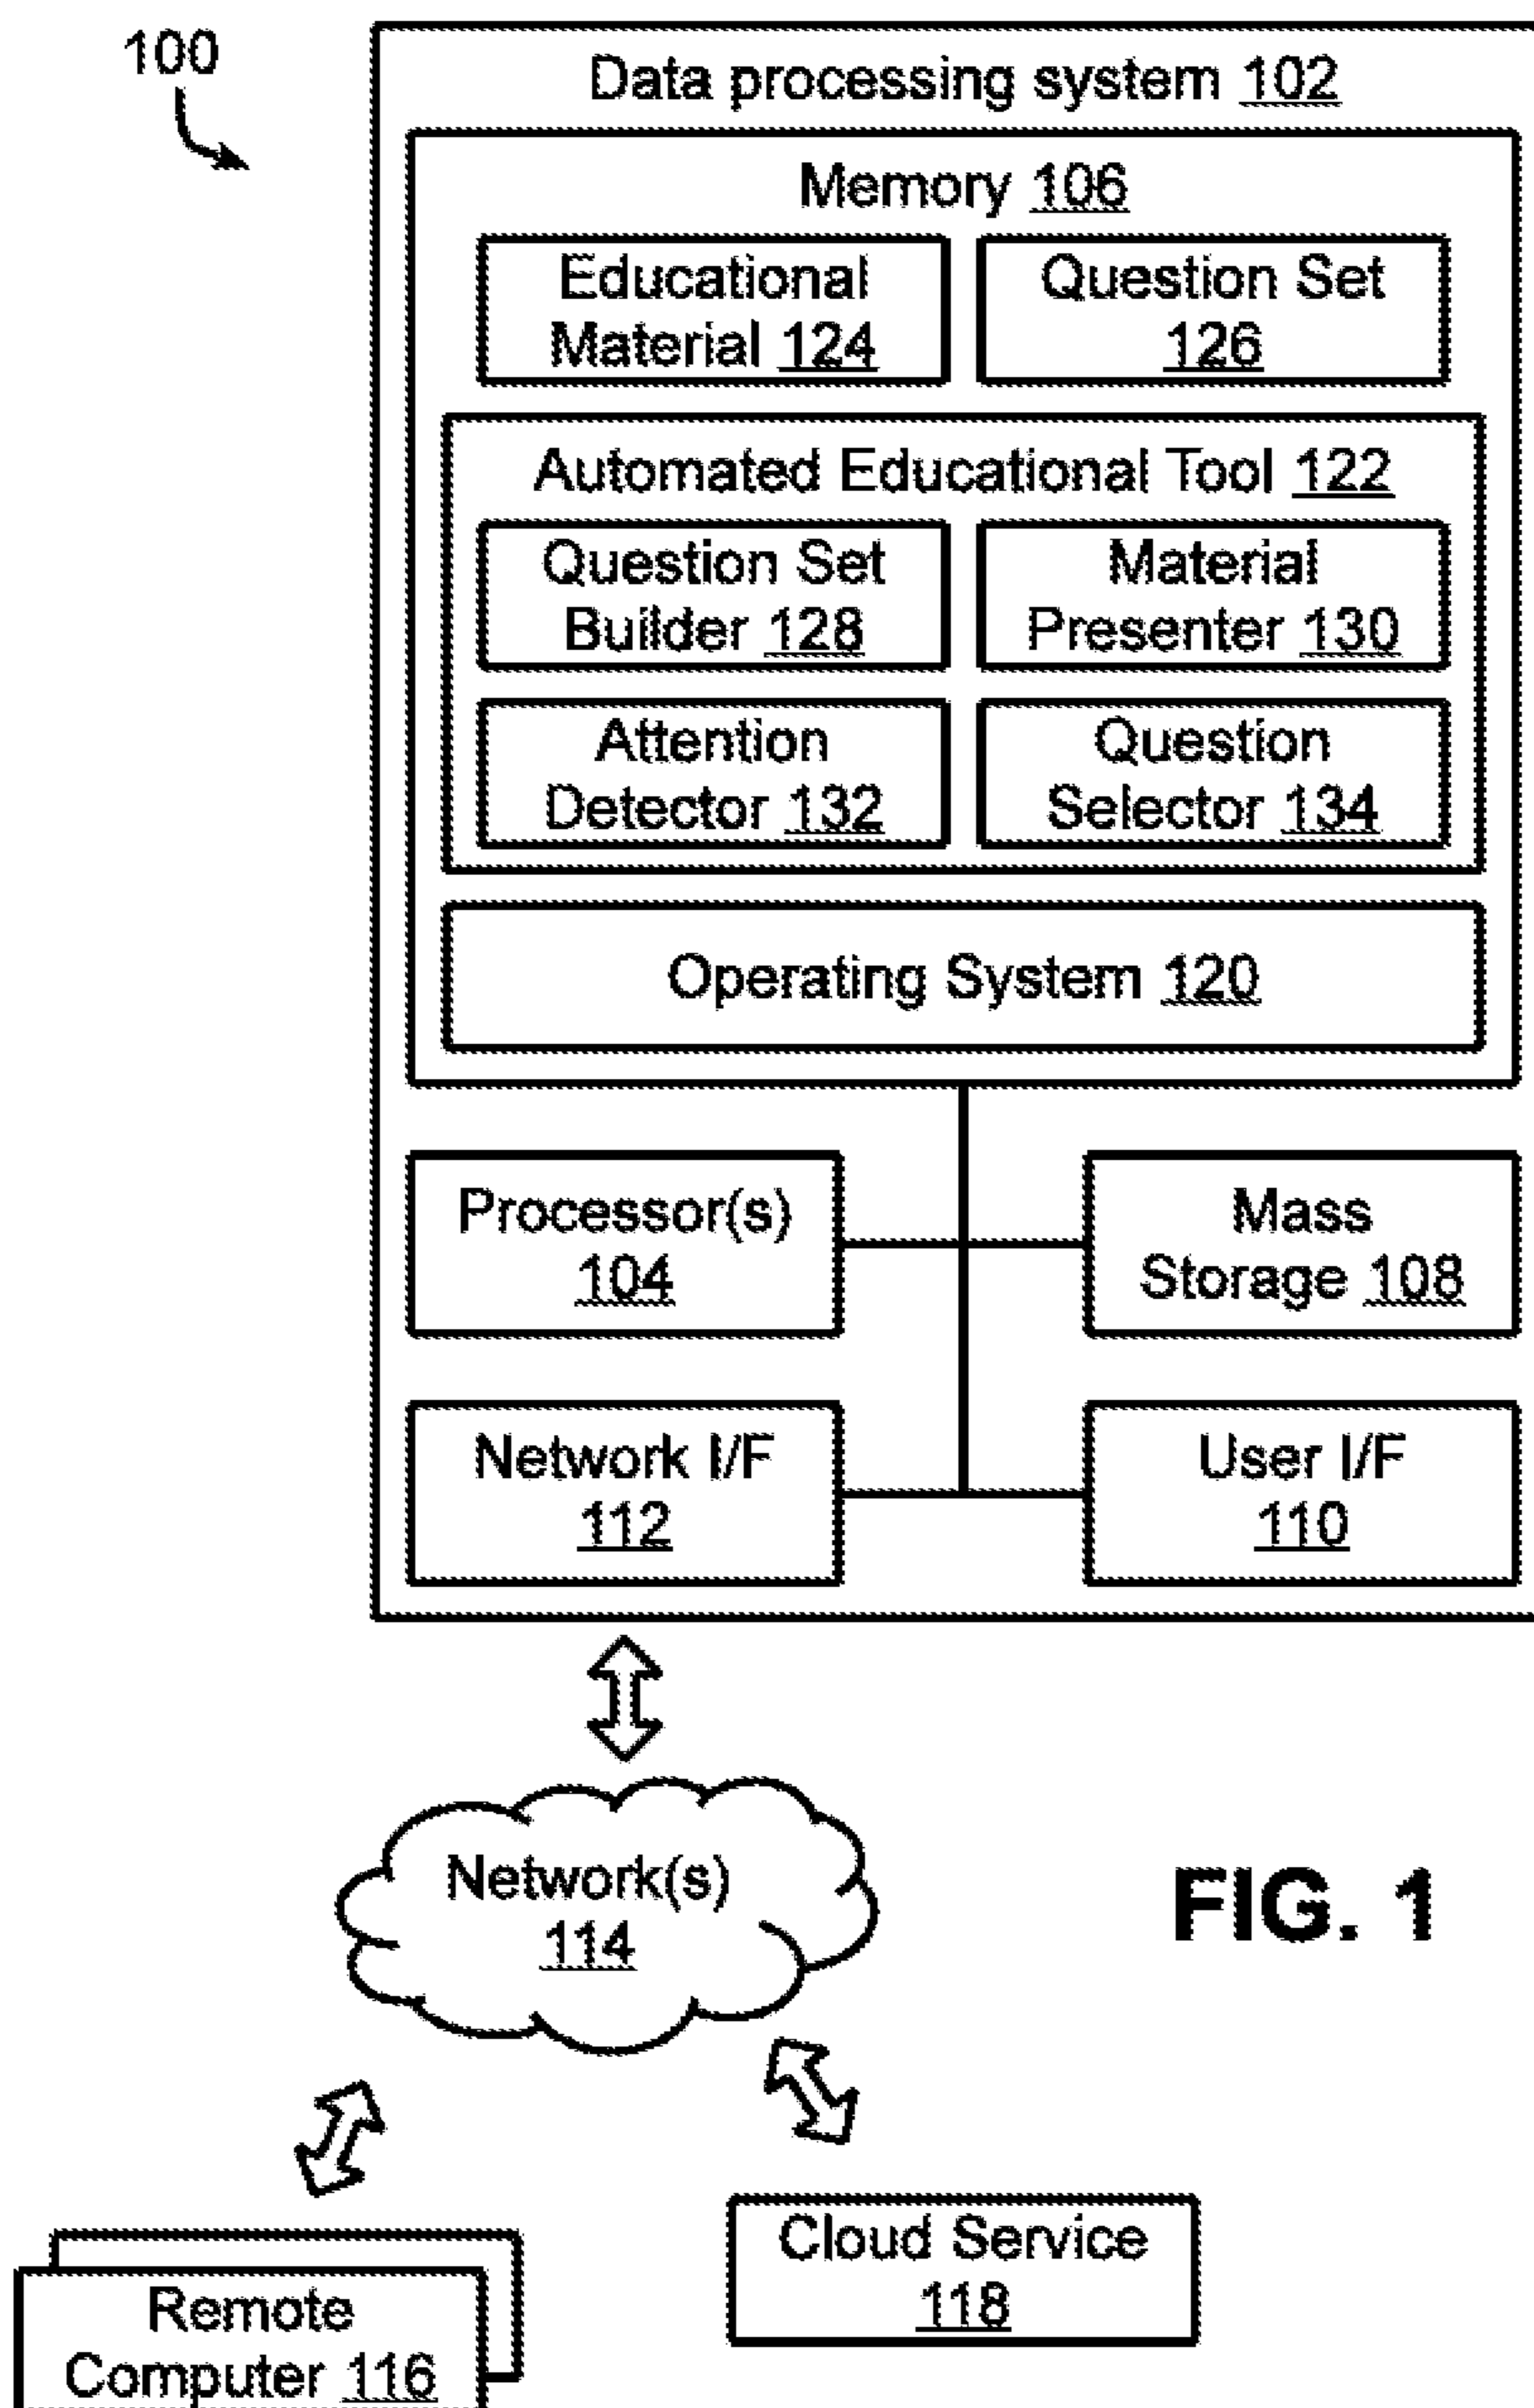 100
Data processing system 102
Memory 106
Educational
Material 124
Question Set
126
Automated Educational Tool 122
Question Set
Builder 128
Material
Presenter 130
Attention
Detector 132
Question
Selector 134
Operating System 120
Processor(s)
104
Mass
Storage 108
Network I/F
112
User I/F
110
Network(s)
114
FIG. 1
Cloud Service
118
Remote
Computer 116